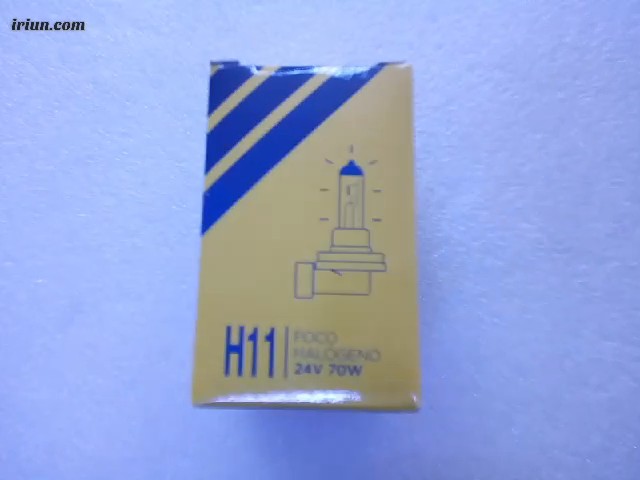 iriun.com
H11
FOCO
HALOGENO
24V 70W